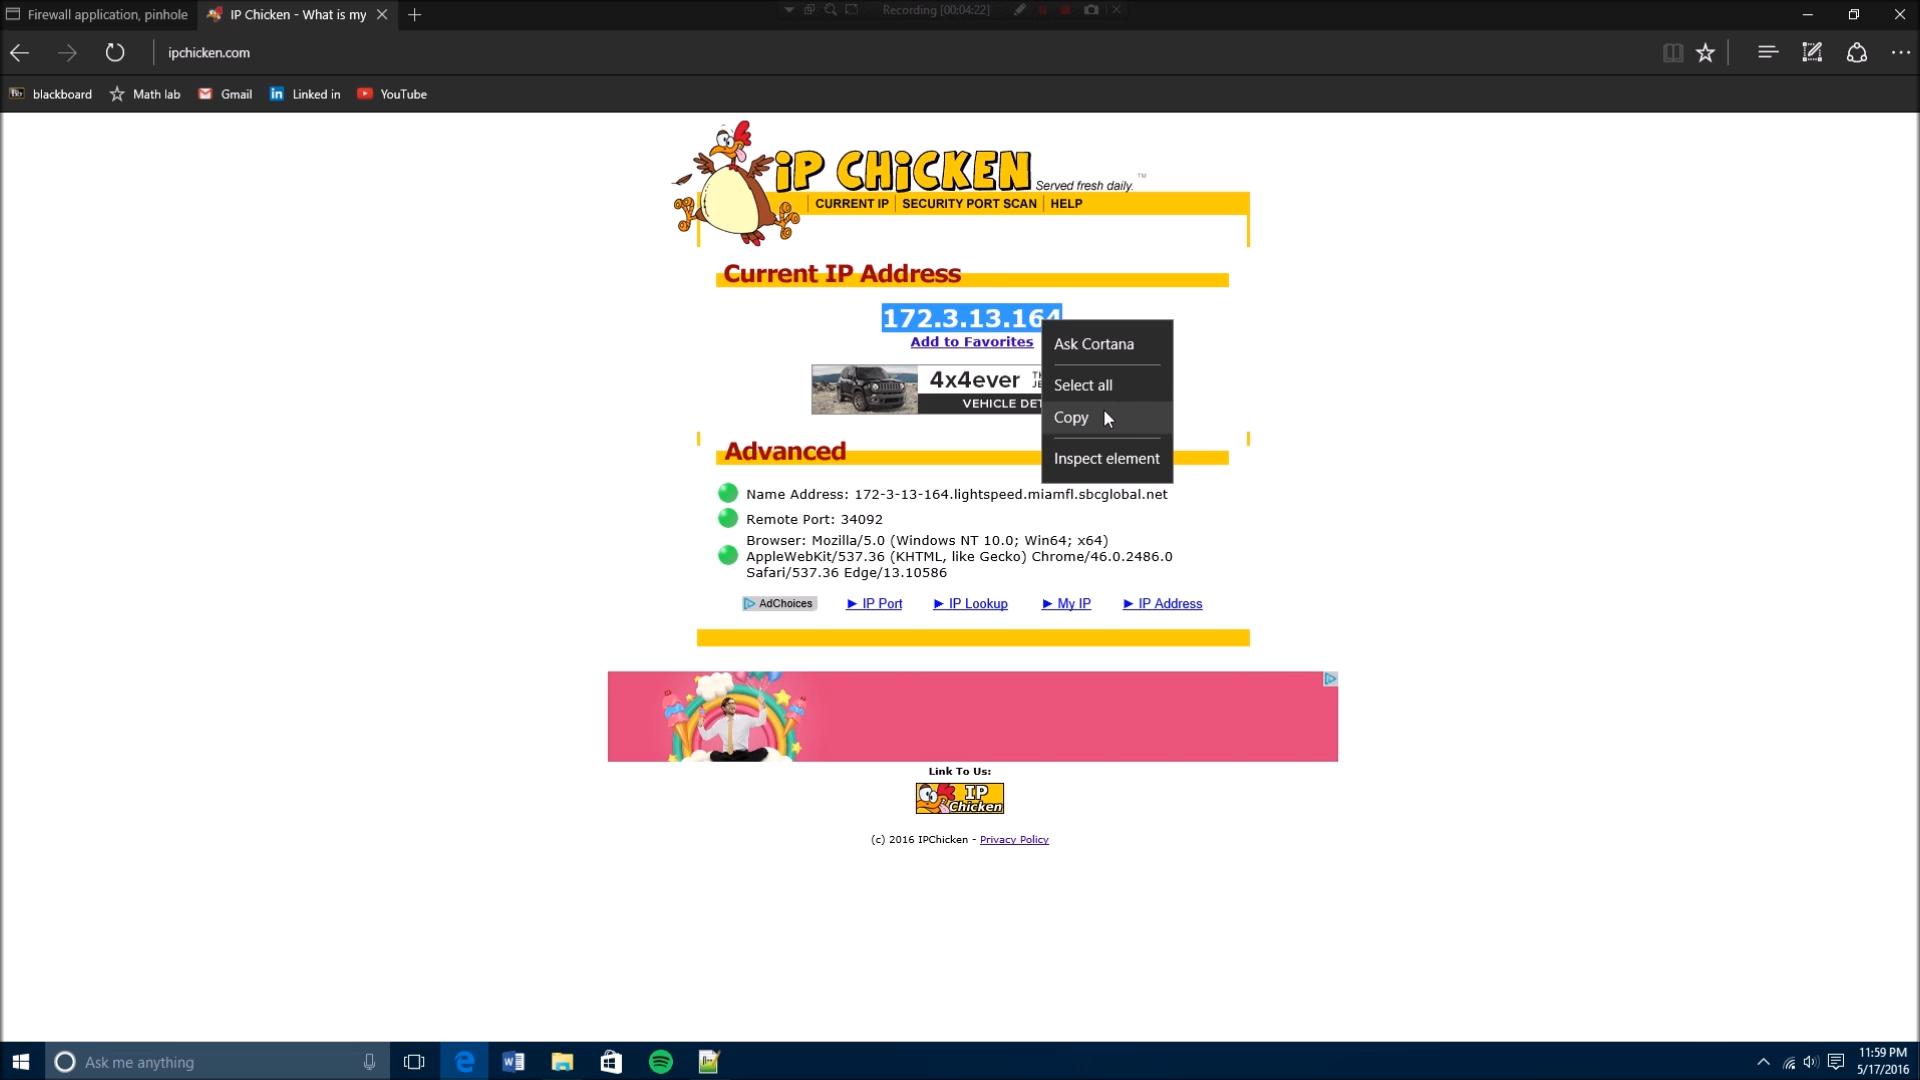 Firewall application, pinhole
IP Chicken - What is my
Recording [00:04:22]
ipchicken.com
blackboard
Math lab
Gmail
Linked in
YouTube
iP CHiCKEN
Served fresh daily.
TM
CURRENT IP
SECURITY PORT SCAN
HELP
Current IP Address
172.3.13.164
Add to Favorites
Ask Cortana
Select all
Copy
Inspect element
4x4ever
VEHICLE DET
Advanced
Name Address: 172-3-13-164.lightspeed.miamfl.sbcglobal.net
Remote Port: 34092
Browser: Mozilla/5.0 (Windows NT 10.0; Win64; x64)
AppleWebKit/537.36 (KHTML, like Gecko) Chrome/46.0.2486.0
Safari/537.36 Edge/13.10586
AdChoices
► IP Port
► IP Lookup
► My IP
► IP Address
Link To Us:
IP
Chicken
(c) 2016 IPChicken - Privacy Policy
Ask me anything
11:59 PM
5/17/2016